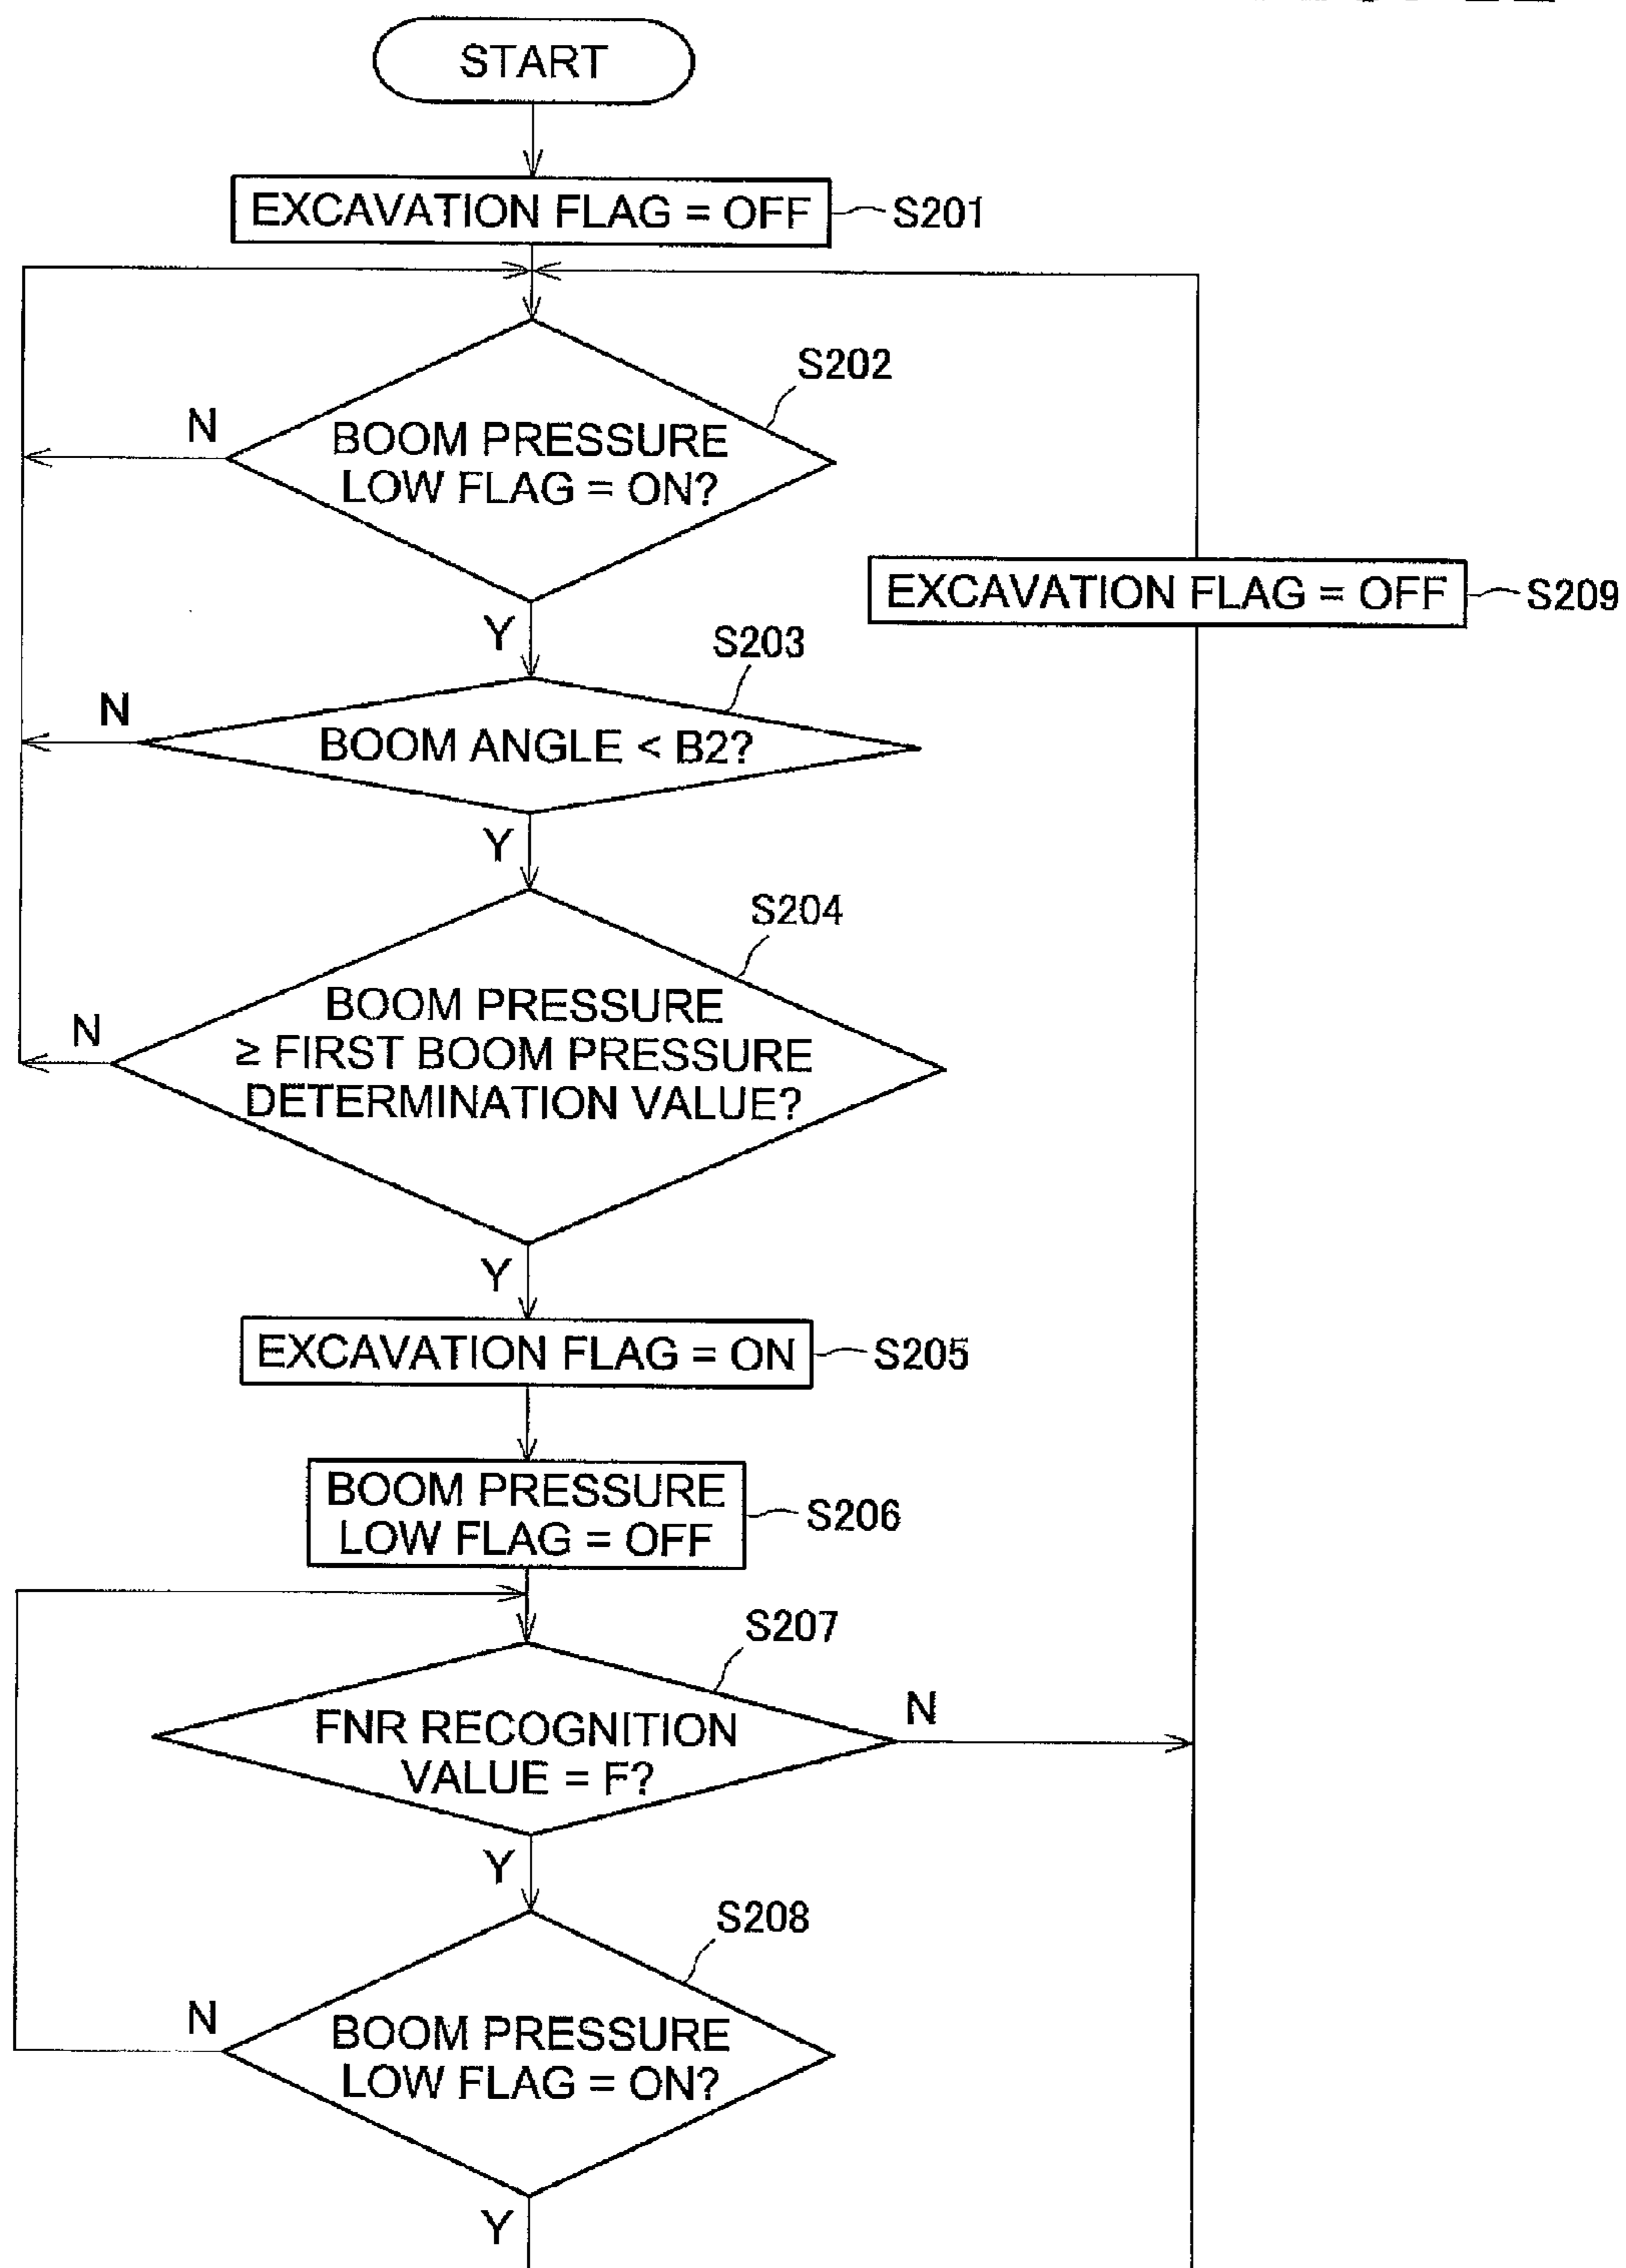 START
EXCAVATION FLAG = OFF
S201
S202
N
BOOM PRESSURE
LOW FLAG = ON?
EXCAVATION FLAG = OFF
S209
Y
S203
N
BOOM ANGLE < B2?
Y
S204
N
BOOM PRESSURE
≥ FIRST BOOM PRESSURE
DETERMINATION VALUE?
Y
EXCAVATION FLAG = ON
S205
BOOM PRESSURE
LOW FLAG = OFF
S206
S207
N
FNR RECOGNITION
VALUE = F?
Y
S208
N
BOOM PRESSURE
LOW FLAG = ON?
Y